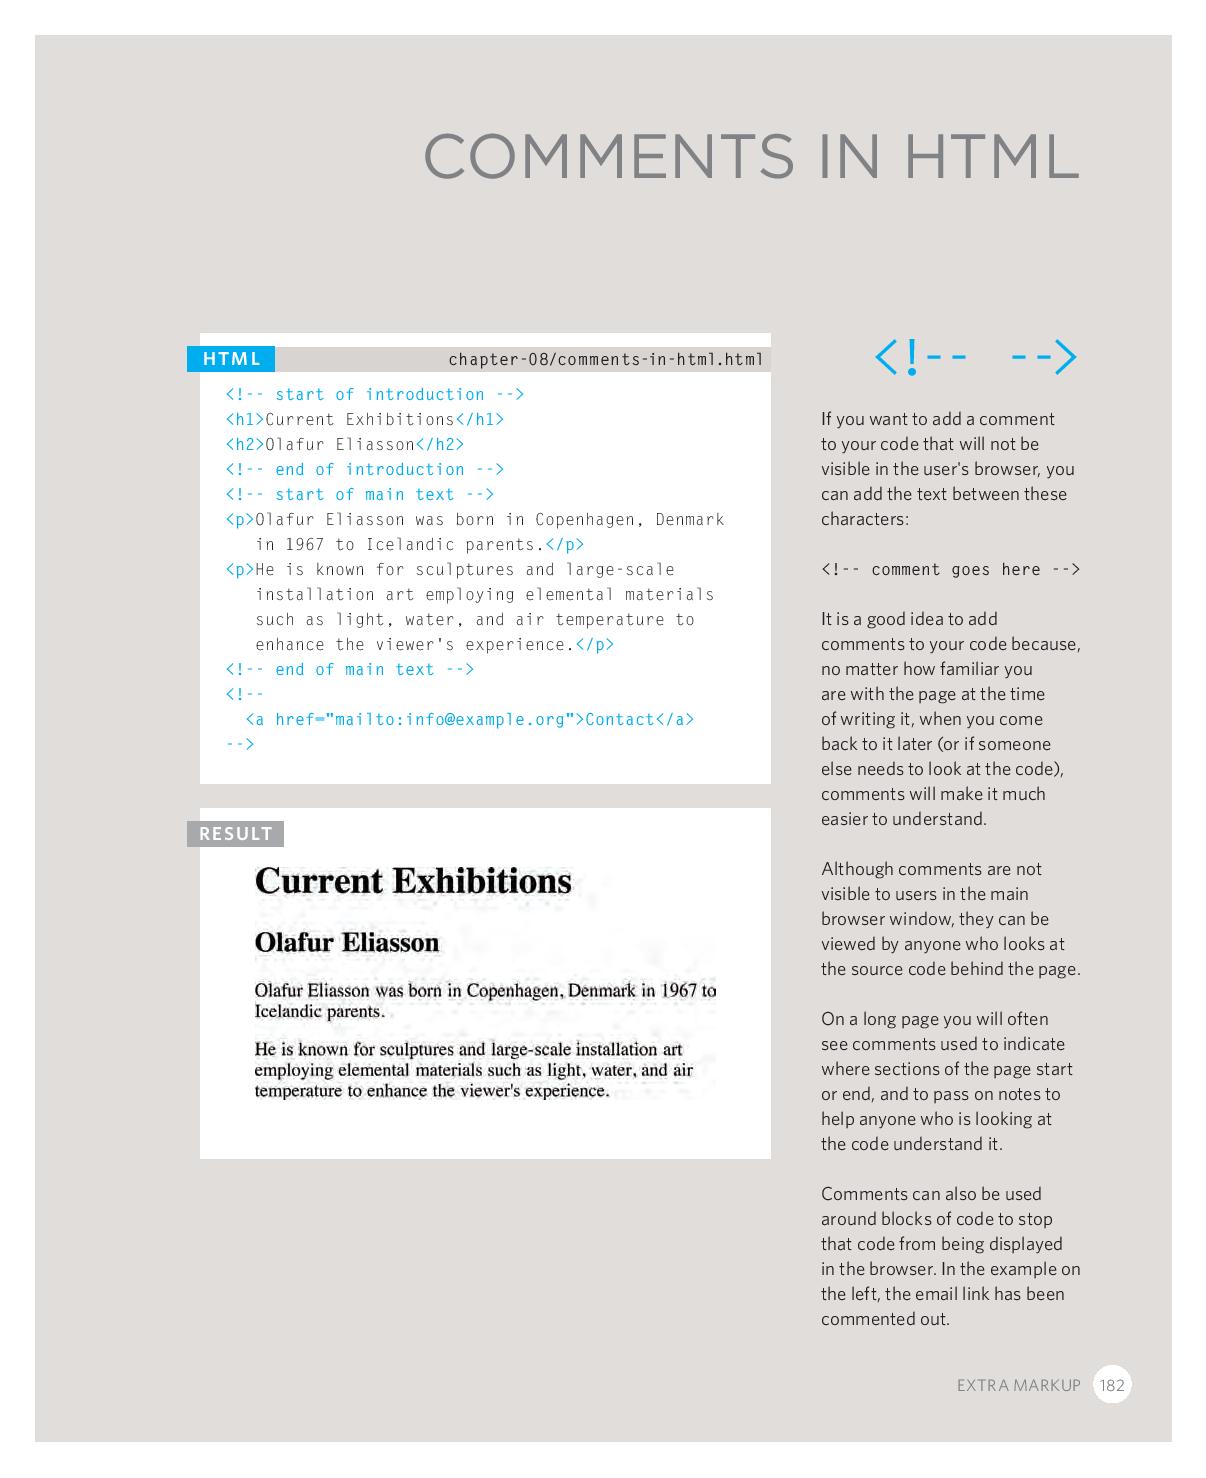 COMMENTS IN HTML
HTML
chapter-08/comments-in-html.html
<!-- start of introduction -->
<h1>Current Exhibitions</h1>
<h2>Olafur Eliasson</h2>
<!-- end of introduction -->
<!-- start of main text -->
<p>Olafur Eliasson was born in Copenhagen, Denmark
in 1967 to Icelandic parents.</p>
<p>He is known for sculptures and large-scale
installation art employing elemental materials
such as light, water, and air temperature to
enhance the viewer's experience.</p>
<!-- end of main text -->
<!--
<a href="mailto:info@example.org">Contact</a>
-->
RESULT
Current Exhibitions
Olafur Eliasson
Olafur Eliasson was born in Copenhagen, Denmark in 1967 to
Icelandic parents.
He is known for sculptures and large-scale installation art
employing elemental materials such as light, water, and air
temperature to enhance the viewer's experience.
<!-- -->
If you want to add a comment
to your code that will not be
visible in the user's browser, you
can add the text between these
characters:
<!-- comment goes here -->
It is a good idea to add
comments to your code because,
no matter how familiar you
are with the page at the time
of writing it, when you come
back to it later (or if someone
else needs to look at the code),
comments will make it much
easier to understand.
Although comments are not
visible to users in the main
browser window, they can be
viewed by anyone who looks at
the source code behind the page.
On a long page you will often
see comments used to indicate
where sections of the page start
or end, and to pass on notes to
help anyone who is looking at
the code understand it.
Comments can also be used
around blocks of code to stop
that code from being displayed
in the browser. In the example on
the left, the email link has been
commented out.
EXTRA MARKUP 182